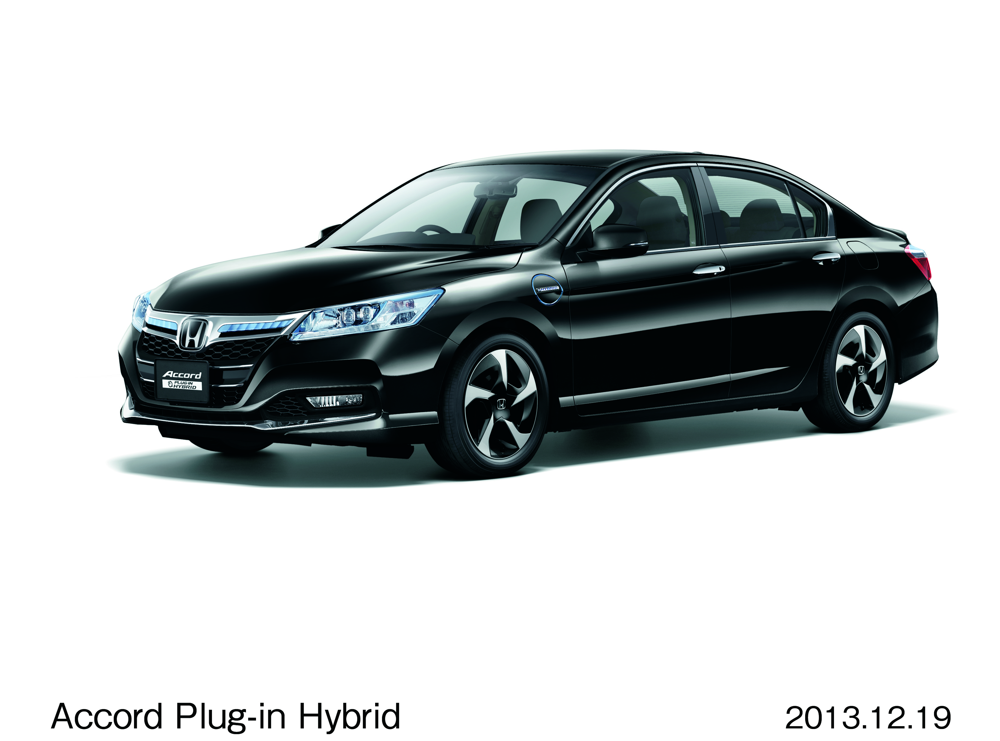 HYBRID
Accord
PLUG-IN
HYBRID
Accord Plug-in Hybrid
2013.12.19